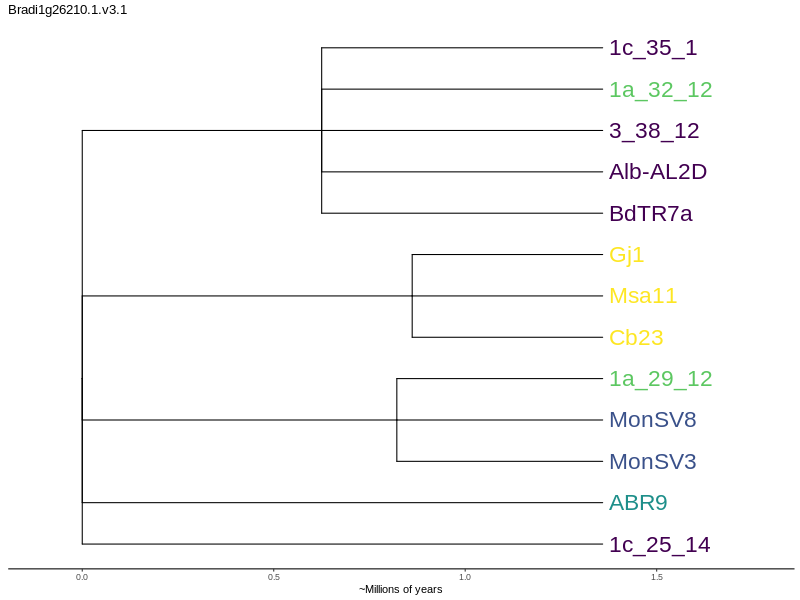 Bradi1g26210.1.v3.1
1c_35_1
1a_32_12
3_38_12
Alb-AL2D
BdTR7a
Gj1
Msa11
Cb23
1a_29_12
MonSV8
MonSV3
ABR9
1c_25_14
0.0 0.5 1.0 1.5
~Millions of years